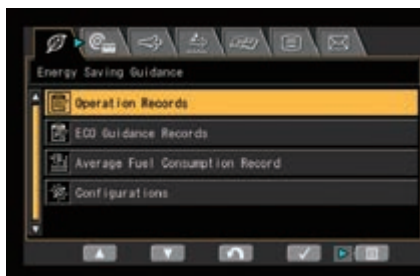 Energy Saving Guidance
Operation Records
ECO Guidance Records
Average Fuel Consumption Record
Configurations